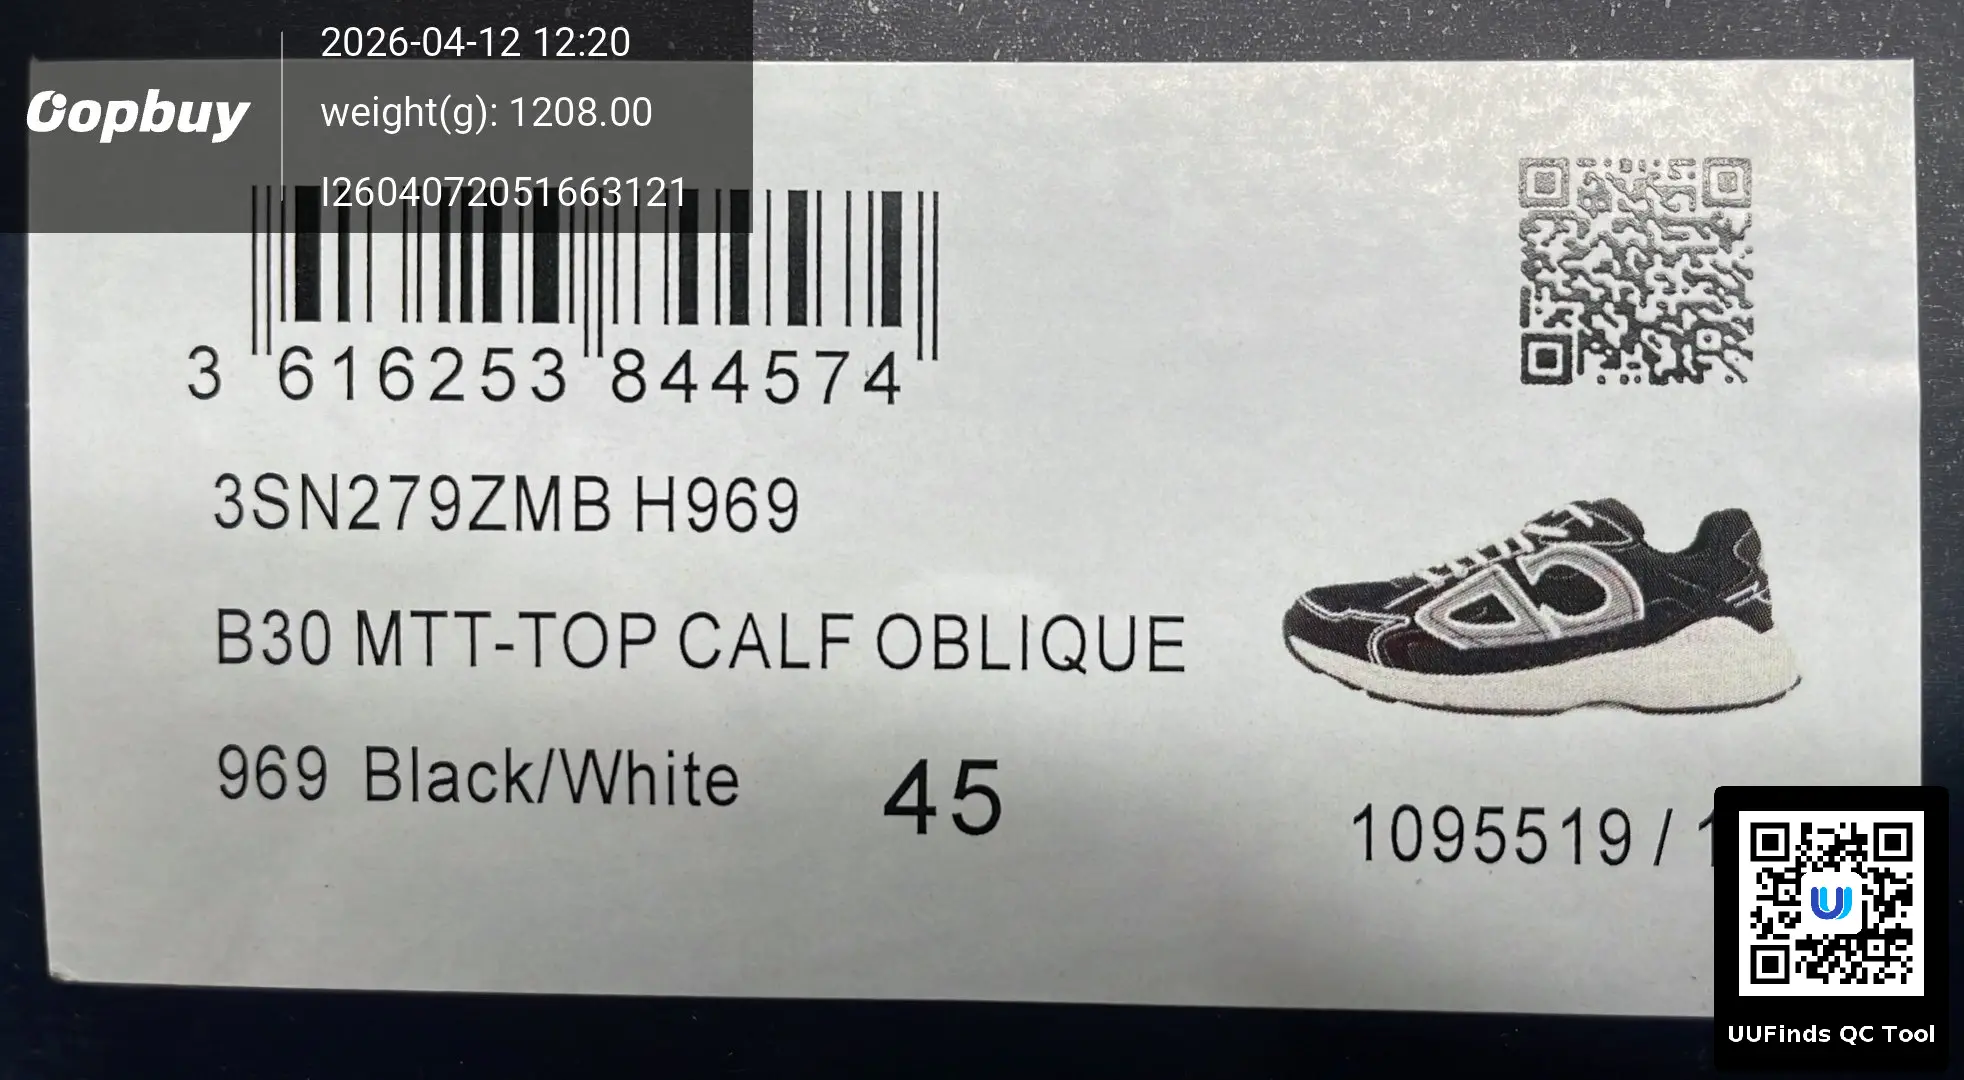 2026-04-12 12:20
Oopbuy
weight(g): 1208.00
I2604072051663121
3 616253 844574
3SN279ZMB H969
B30 MTT-TOP CALF OBLIQUE
969 Black/White
45
1095519 / 1
UUFinds QC Tool